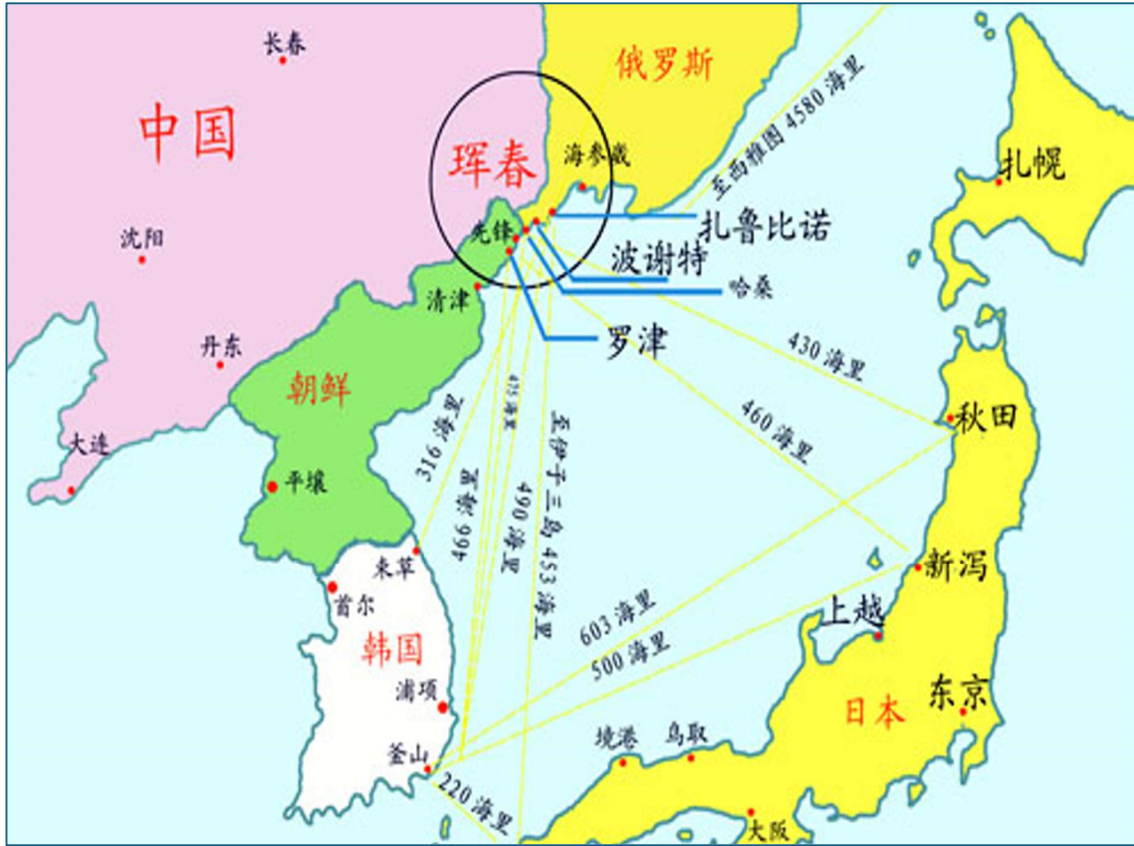 长春
中国
俄罗斯
珲春
海参崴
至西雅图 4580 海里
扎幌
扎鲁比诺
沈阳
先锋
波谢特
哈桑
清津
罗津
丹东
朝鲜
430 海里
475 海里
316 海里
460 海里
秋田
大连
至伊予三岛 453 海里
平壤
466 海里
490 海里
束草
新泻
首尔
603 海里
上越
韩国
500 海里
浦项
东京
日本
釜山
境港
鸟取
220 海里
大阪